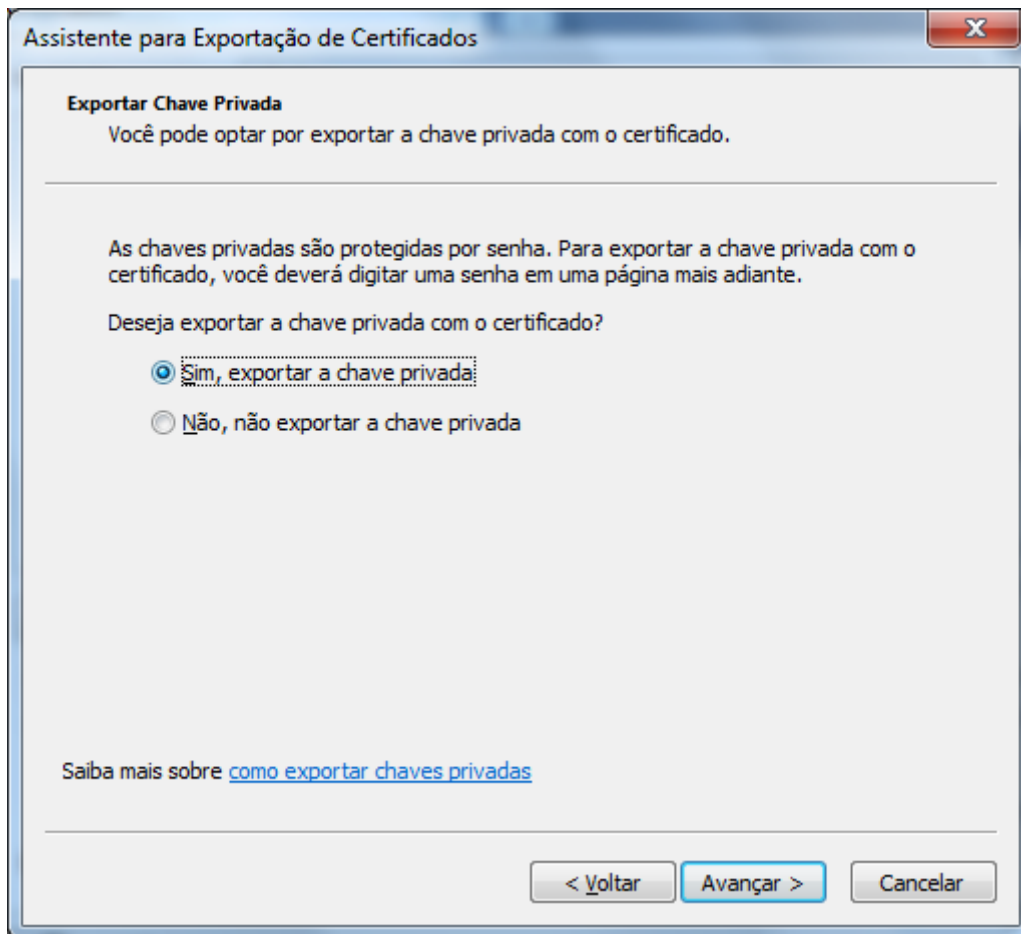 Assistente para Exportação de Certificados
Exportar Chave Privada
Você pode optar por exportar a chave privada com o certificado.
As chaves privadas são protegidas por senha. Para exportar a chave privada com o
certificado, você deverá digitar uma senha em uma página mais adiante.
Deseja exportar a chave privada com o certificado?
Sim, exportar a chave privada
Não, não exportar a chave privada
Saiba mais sobre como exportar chaves privadas
< Voltar
Avançar >
Cancelar